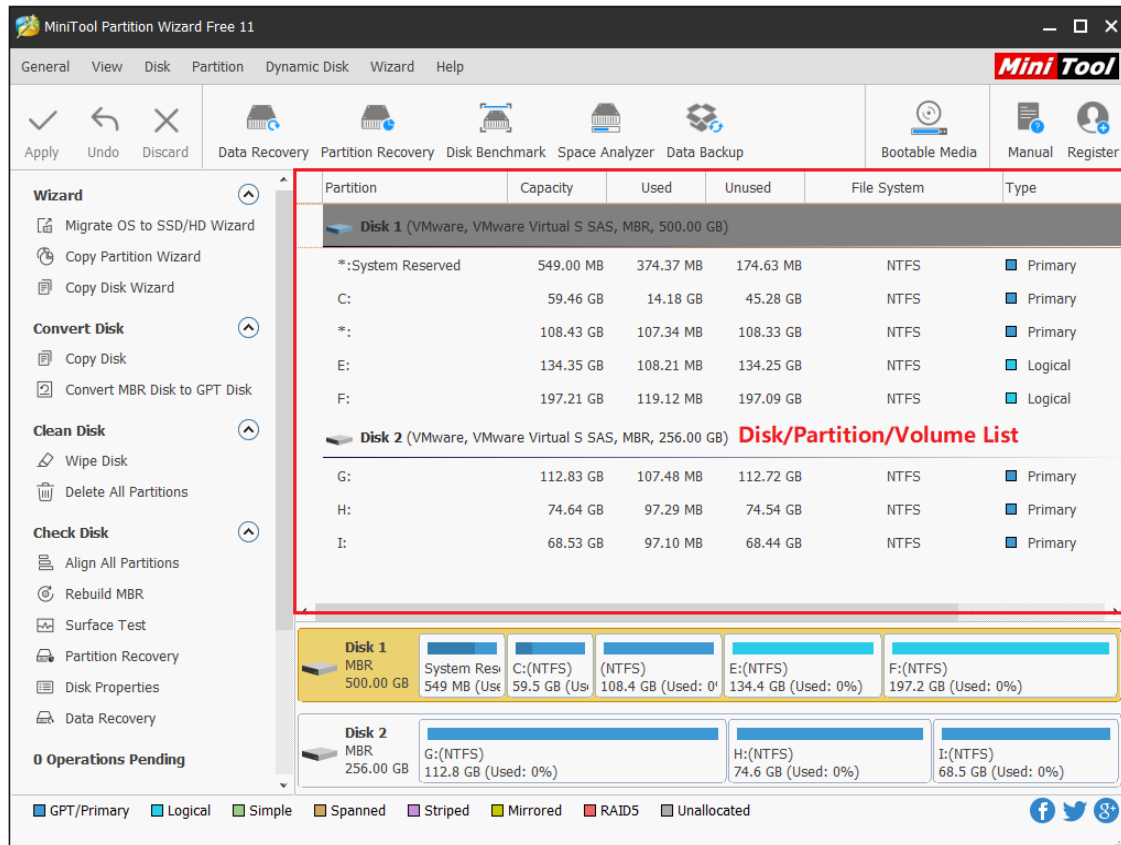 MiniTool Partition Wizard Free 11
General View Disk Partition Dynamic Disk Wizard Help
Mini Tool
Apply Undo Discard Data Recovery Partition Recovery Disk Benchmark Space Analyzer Data Backup Bootable Media Manual Register
Wizard
Migrate OS to SSD/HD Wizard
Copy Partition Wizard
Copy Disk Wizard
Convert Disk
Copy Disk
Convert MBR Disk to GPT Disk
Clean Disk
Wipe Disk
Delete All Partitions
Check Disk
Align All Partitions
Rebuild MBR
Surface Test
Partition Recovery
Disk Properties
Data Recovery
0 Operations Pending
Partition Capacity Used Unused File System Type
Disk 1 (VMware, VMware Virtual S SAS, MBR, 500.00 GB)
*:System Reserved 549.00 MB 374.37 MB 174.63 MB NTFS Primary
C: 59.46 GB 14.18 GB 45.28 GB NTFS Primary
*: 108.43 GB 107.34 MB 108.33 GB NTFS Primary
E: 134.35 GB 108.21 MB 134.25 GB NTFS Logical
F: 197.21 GB 119.12 MB 197.09 GB NTFS Logical
Disk 2 (VMware, VMware Virtual S SAS, MBR, 256.00 GB) Disk/Partition/Volume List
G: 112.83 GB 107.48 MB 112.72 GB NTFS Primary
H: 74.64 GB 97.29 MB 74.54 GB NTFS Primary
I: 68.53 GB 97.10 MB 68.44 GB NTFS Primary
Disk 1
MBR
500.00 GB
System Res
549 MB (Use
C:(NTFS)
59.5 GB (Us
(NTFS)
108.4 GB (Used: 0
E:(NTFS)
134.4 GB (Used: 0%)
F:(NTFS)
197.2 GB (Used: 0%)
Disk 2
MBR
256.00 GB
G:(NTFS)
112.8 GB (Used: 0%)
H:(NTFS)
74.6 GB (Used: 0%)
I:(NTFS)
68.5 GB (Used: 0%)
GPT/Primary Logical Simple Spanned Striped Mirrored RAID5 Unallocated